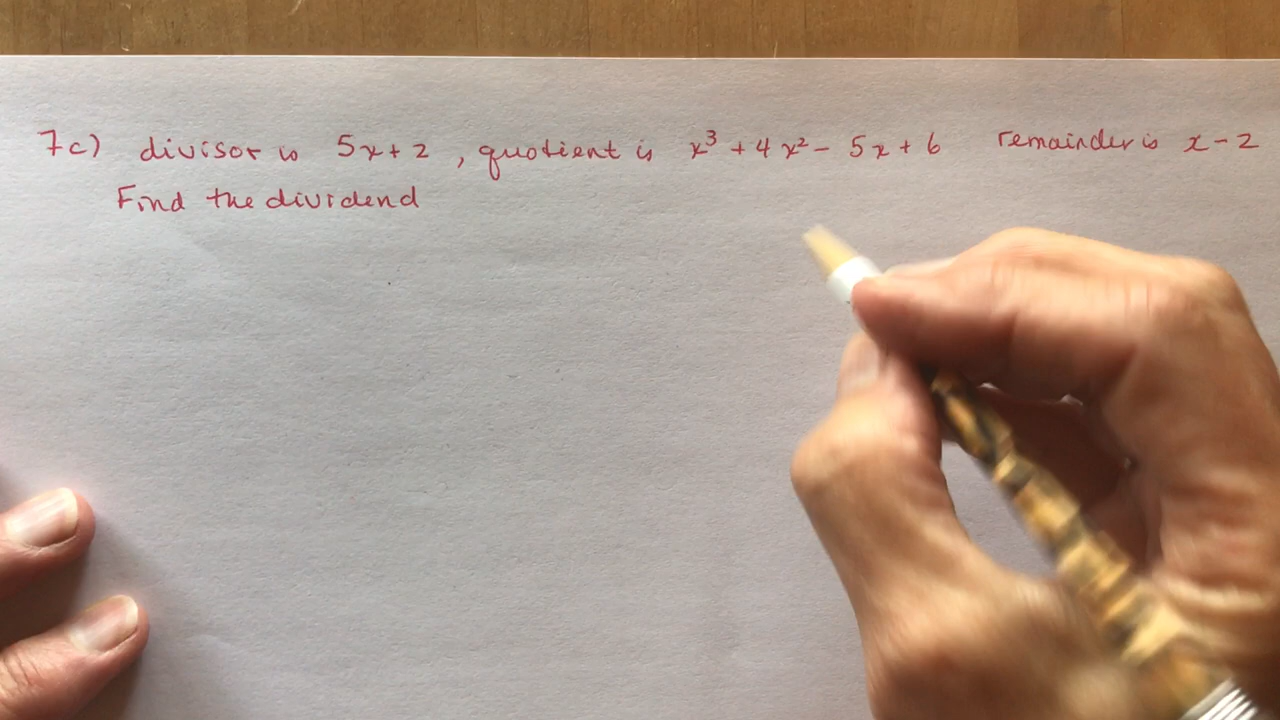 7c) divisor is 5x+2, quotient is x³+4x²-5x+6 remainder is x-2
Find the dividend